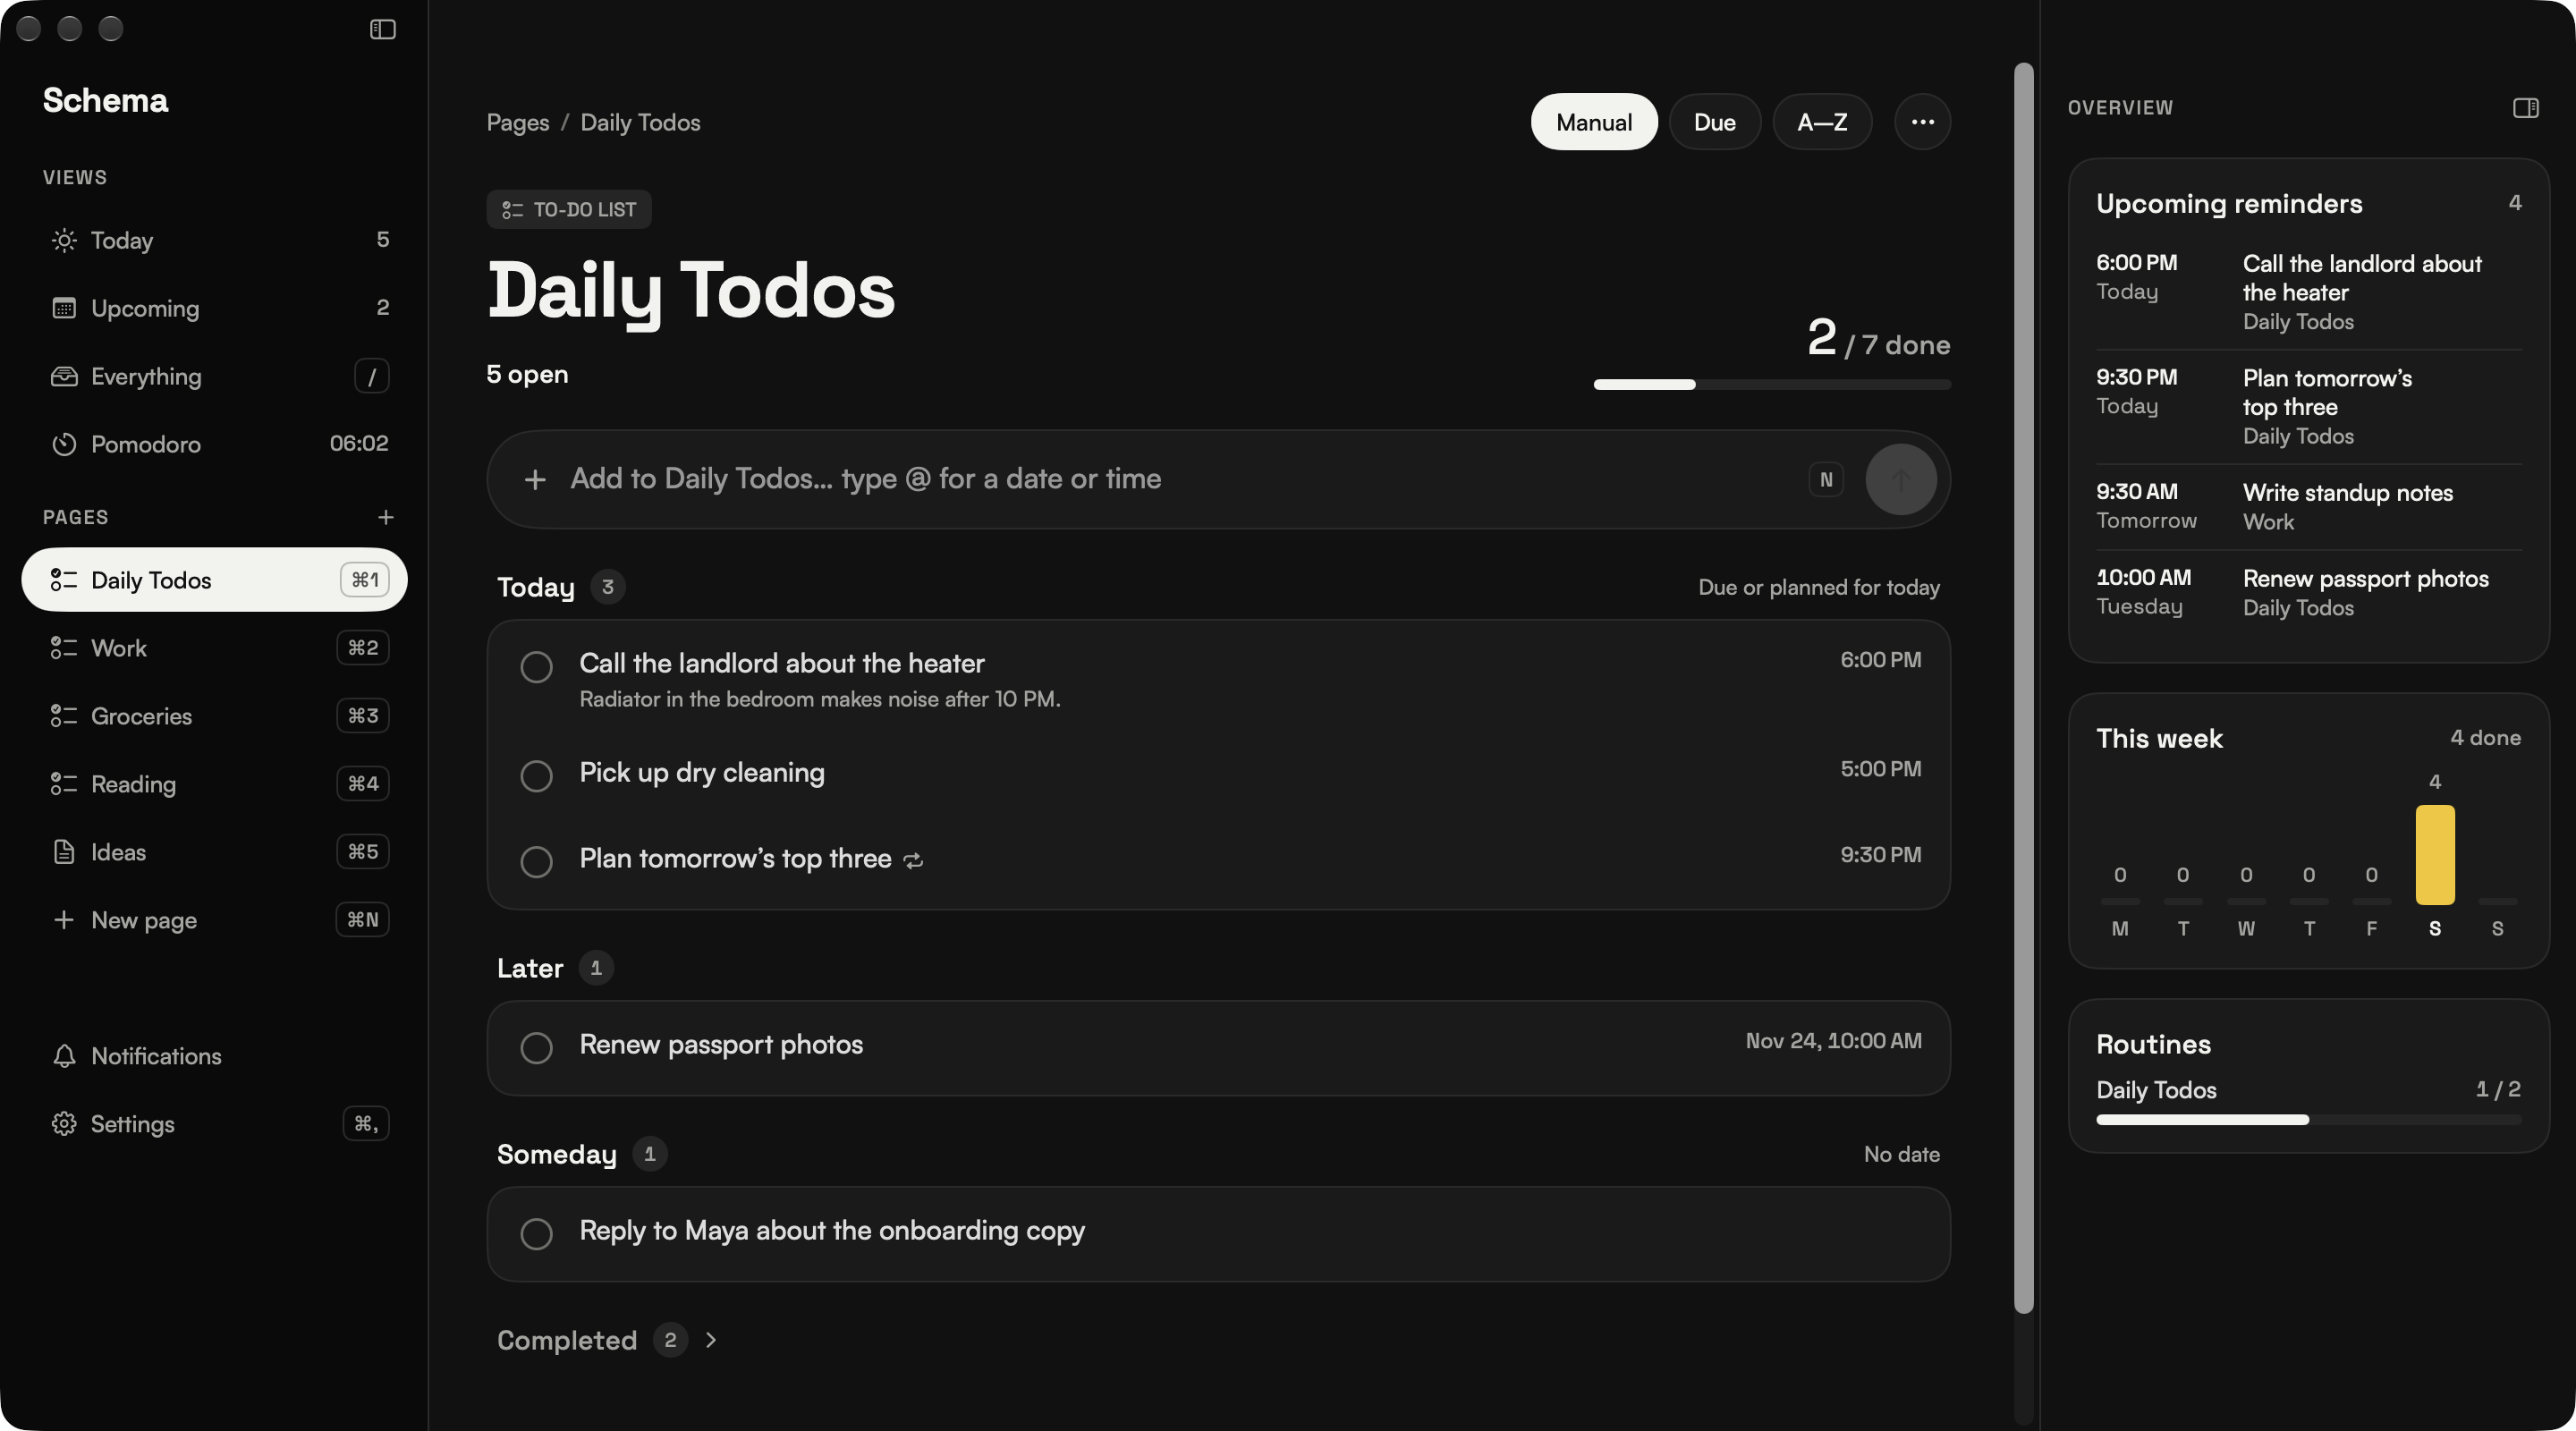 Schema
VIEWS
Today 5
Upcoming 2
Everything /
Pomodoro 06:02
PAGES +
Daily Todos ⌘1
Work ⌘2
Groceries ⌘3
Reading ⌘4
Ideas ⌘5
+ New page ⌘N
Notifications
Settings ⌘,
Pages / Daily Todos
Manual Due A—Z ···
TO-DO LIST
Daily Todos
2 / 7 done
5 open
+ Add to Daily Todos... type @ for a date or time N
Today 3 Due or planned for today
Call the landlord about the heater 6:00 PM
Radiator in the bedroom makes noise after 10 PM.
Pick up dry cleaning 5:00 PM
Plan tomorrow’s top three 9:30 PM
Later 1
Renew passport photos Nov 24, 10:00 AM
Someday 1 No date
Reply to Maya about the onboarding copy
Completed 2
OVERVIEW
Upcoming reminders 4
6:00 PM Call the landlord about
Today the heater
Daily Todos
9:30 PM Plan tomorrow’s
Today top three
Daily Todos
9:30 AM Write standup notes
Tomorrow Work
10:00 AM Renew passport photos
Tuesday Daily Todos
This week 4 done
4
0 0 0 0 0
M T W T F S S
Routines
Daily Todos 1 / 2